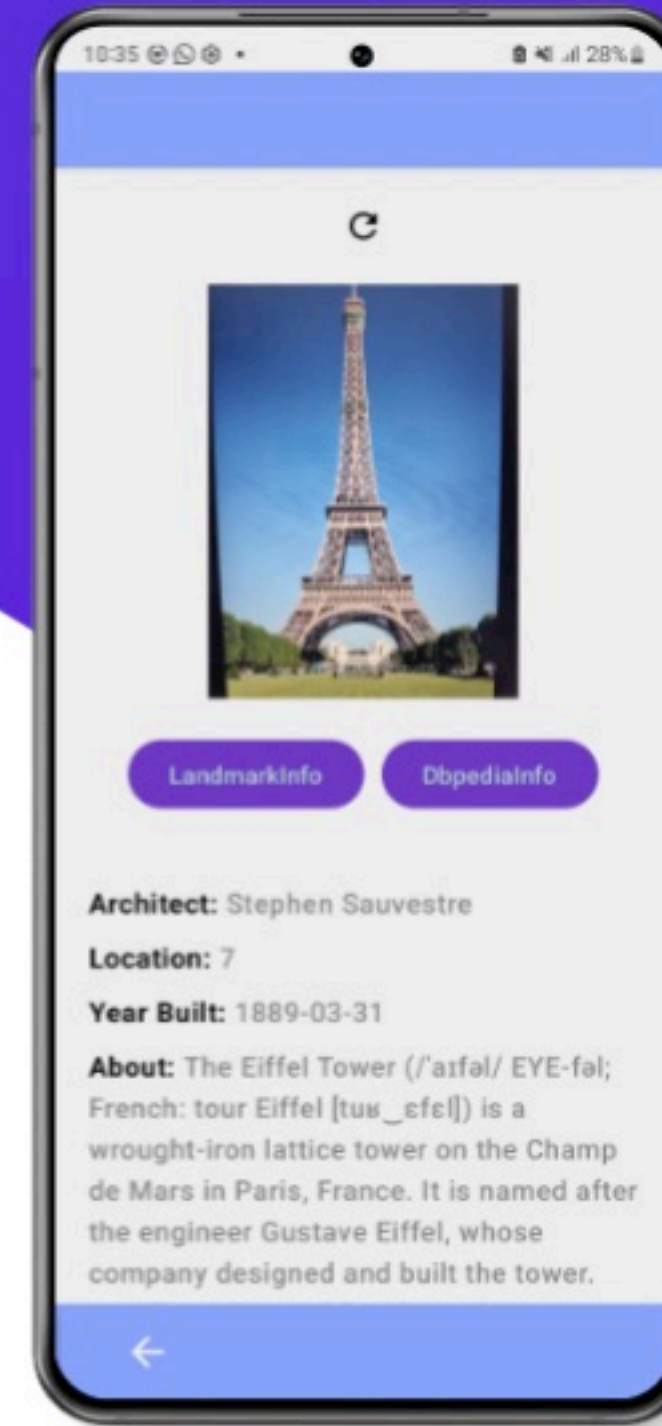 10:35
28%
LandmarkInfo DbpediaInfo
Architect: Stephen Sauvestre
Location: 7
Year Built: 1889-03-31
About: The Eiffel Tower (/ˈaɪfəl/ EYE-fəl;
French: tour Eiffel [tuʁ‿ɛfɛl]) is a
wrought-iron lattice tower on the Champ
de Mars in Paris, France. It is named after
the engineer Gustave Eiffel, whose
company designed and built the tower.